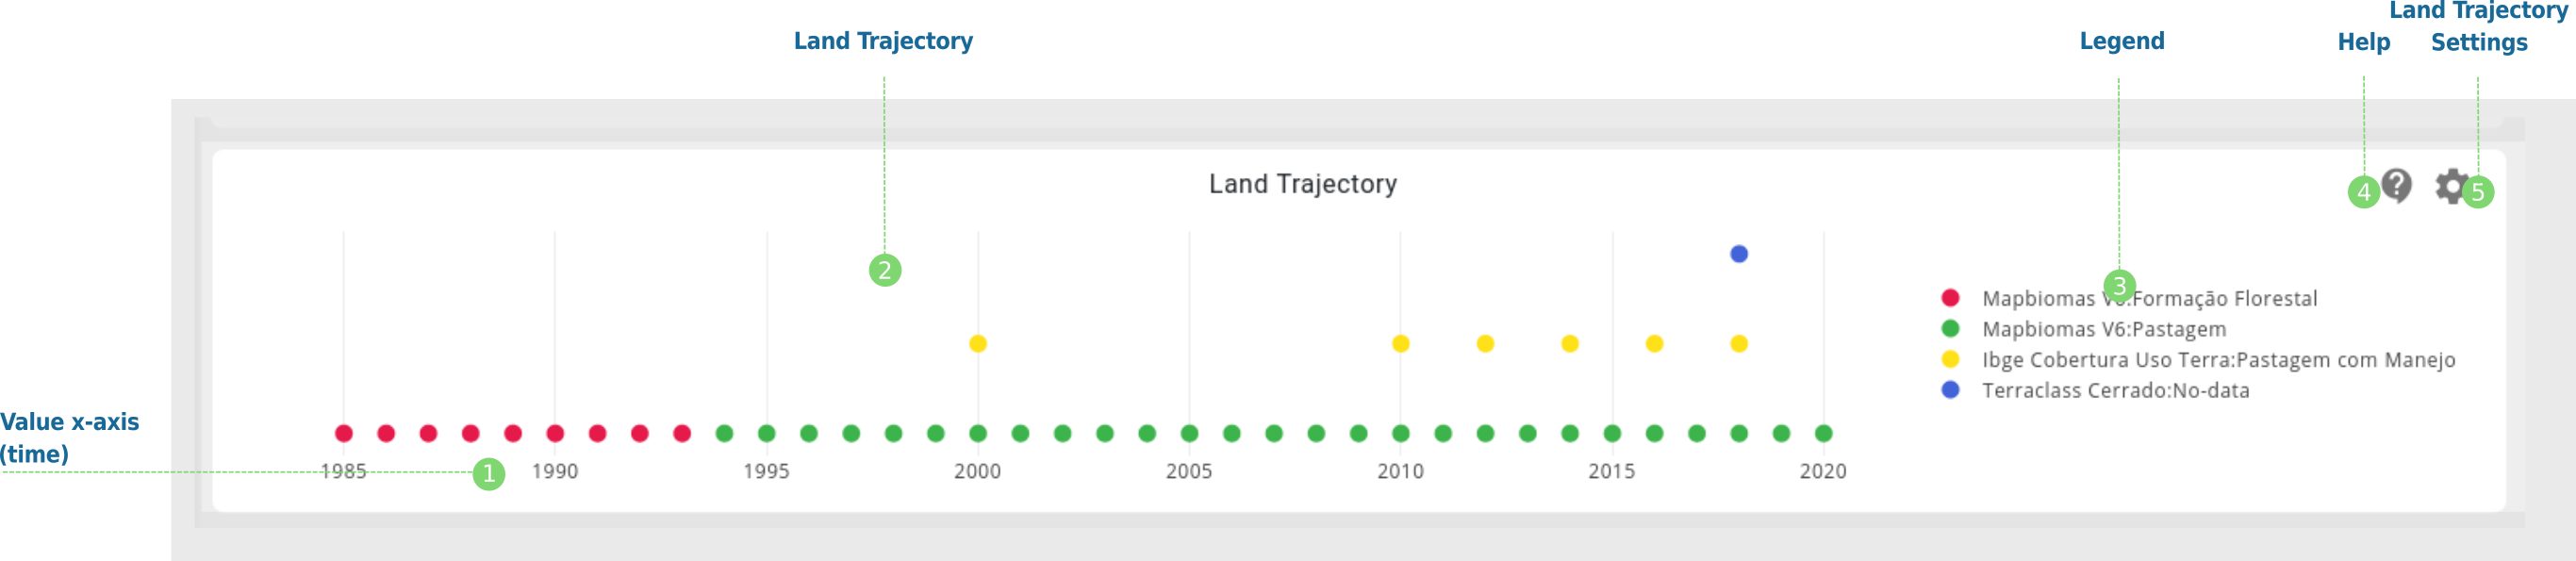 Land Trajectory
Land Trajectory
Settings
Legend
Help
Land Trajectory
4
5
2
3
Mapbiomas V6:Formação Florestal
Mapbiomas V6:Pastagem
Ibge Cobertura Uso Terra:Pastagem com Manejo
Terraclass Cerrado:No-data
Value x-axis
(time)
1
1985 1990 1995 2000 2005 2010 2015 2020